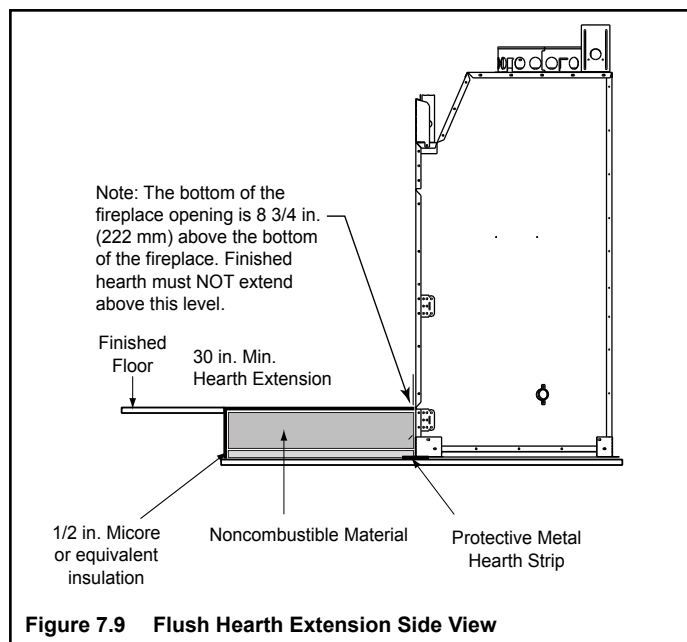 Note: The bottom of the
fireplace opening is 8 3/4 in.
(222 mm) above the bottom
of the fireplace. Finished
hearth must NOT extend
above this level.
Finished
Floor
30 in. Min.
Hearth Extension
1/2 in. Micore
or equivalent
insulation
Noncombustible Material
Protective Metal
Hearth Strip
Figure 7.9 Flush Hearth Extension Side View